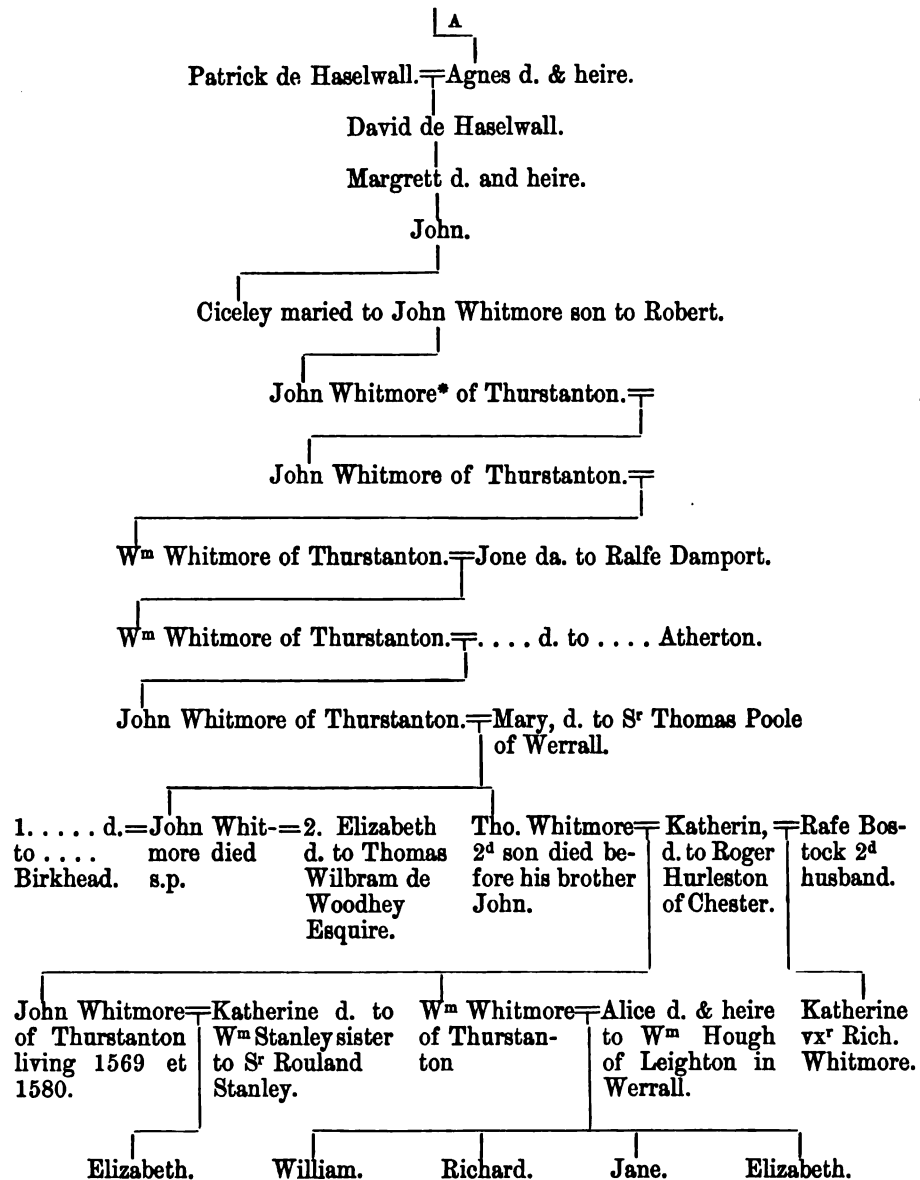 A
Patrick de Haselwall. Agnes d. & heire.
David de Haselwall.
Margrett d. and heire.
John.
Ciceley maried to John Whitmore son to Robert.
John Whitmore* of Thurstanton.
John Whitmore of Thurstanton.
Wm Whitmore of Thurstanton. Jone da. to Ralfe Damport.
Wm Whitmore of Thurstanton. . . . . d. to . . . . Atherton.
John Whitmore of Thurstanton. Mary, d. to Sr Thomas Poole
of Werrall.
1. . . . . d.
to . . . .
Birkhead.
=John Whit-
more died
s.p.
=2. Elizabeth
d. to Thomas
Wilbram de
Woodhey
Esquire.
Tho. Whitmore
2d son died be-
fore his brother
John.
Katherin,
d. to Roger
Hurleston
of Chester.
Rafe Bos-
tock 2d
husband.
John Whitmore
of Thurstanton
living 1569 et
1580.
Katherine d. to
Wm Stanley sister
to Sr Rouland
Stanley.
Wm Whitmore
of Thurstan-
ton
Alice d. & heire
to Wm Hough
of Leighton in
Werrall.
Katherine
vxr Rich.
Whitmore.
Elizabeth. William. Richard. Jane. Elizabeth.